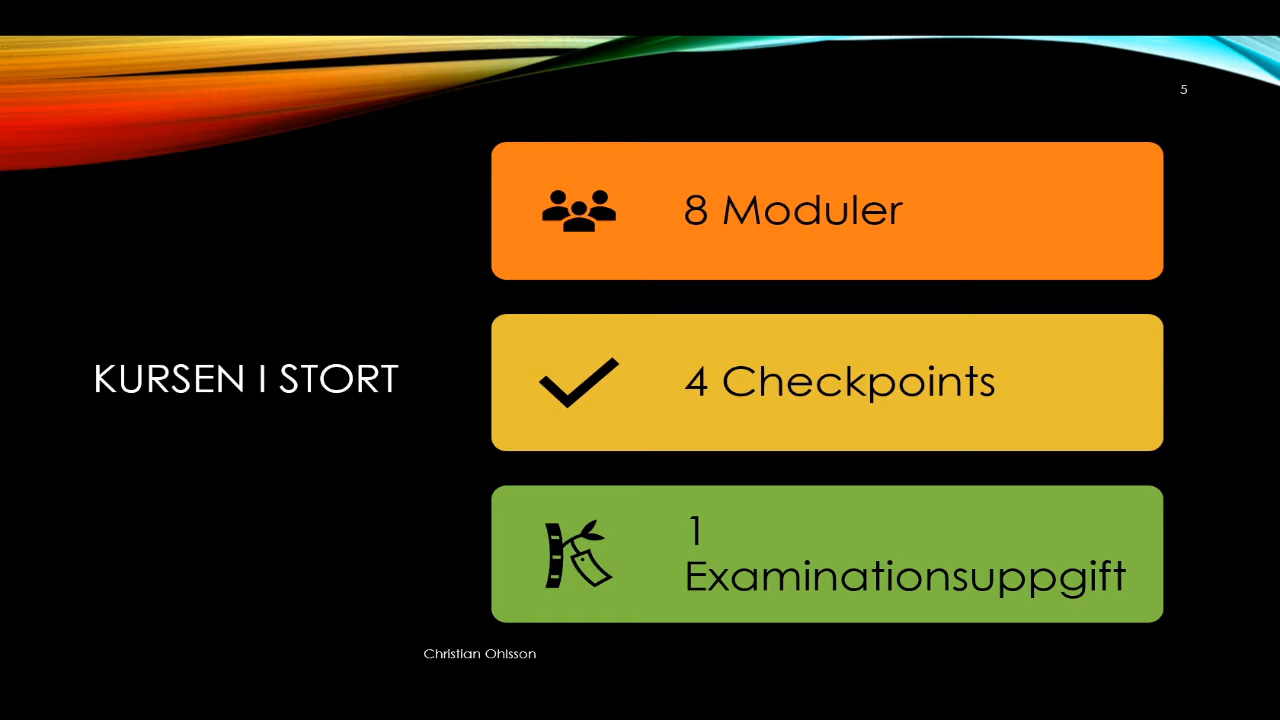 5
KURSEN I STORT
8 Moduler
4 Checkpoints
1
Examinationsuppgift
Christian Ohlsson